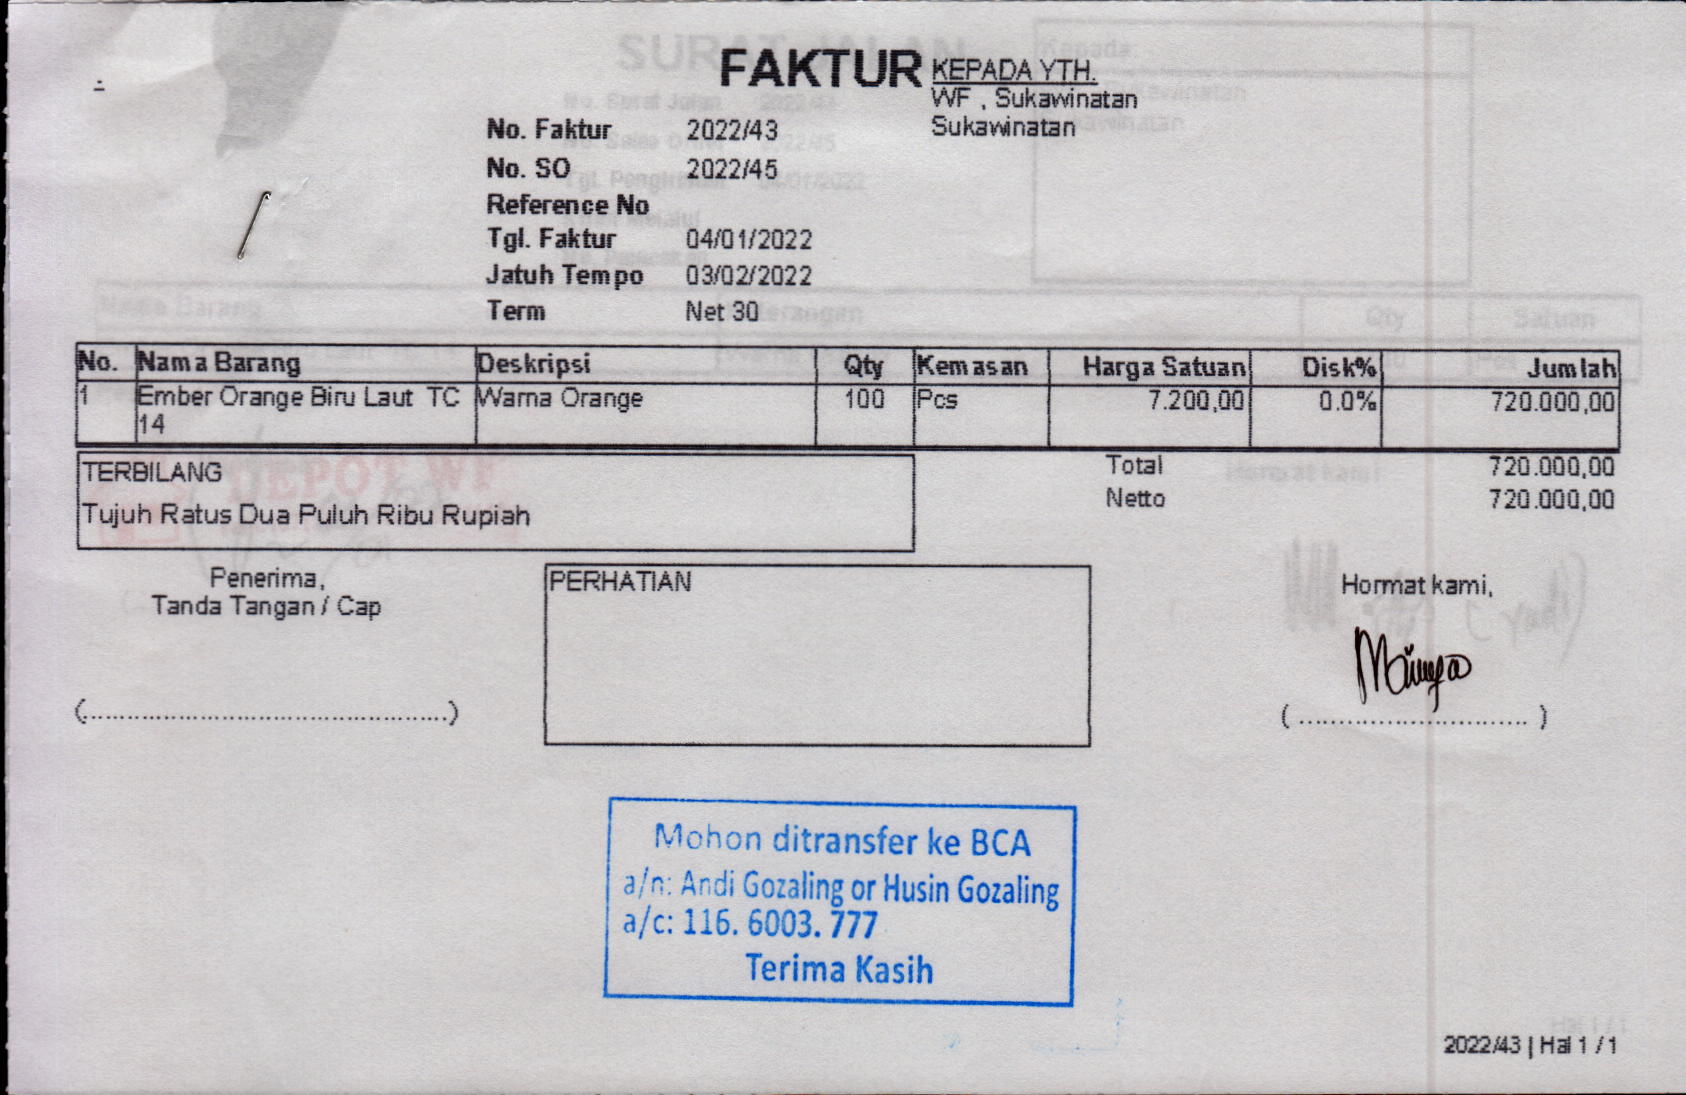 FAKTUR
KEPADA YTH.
WF , Sukawinatan
Sukawinatan
No. Faktur 2022/43
No. SO 2022/45
Reference No
Tgl. Faktur 04/01/2022
Jatuh Tempo 03/02/2022
Term Net 30
No. Nama Barang Deskripsi Qty Kemasan Harga Satuan Disk% Jumlah
1 Ember Orange Biru Laut TC Warna Orange 100 Pcs 7.200,00 0.0% 720.000,00
14
TERBILANG
Tujuh Ratus Dua Puluh Ribu Rupiah
Total 720.000,00
Netto 720.000,00
Penerima,
Tanda Tangan / Cap
PERHATIAN
Hormat kami,
(................................................)
( .............................. )
Mohon ditransfer ke BCA
a/n: Andi Gozaling or Husin Gozaling
a/c: 116. 6003. 777
Terima Kasih
2022/43 | Hal 1 / 1